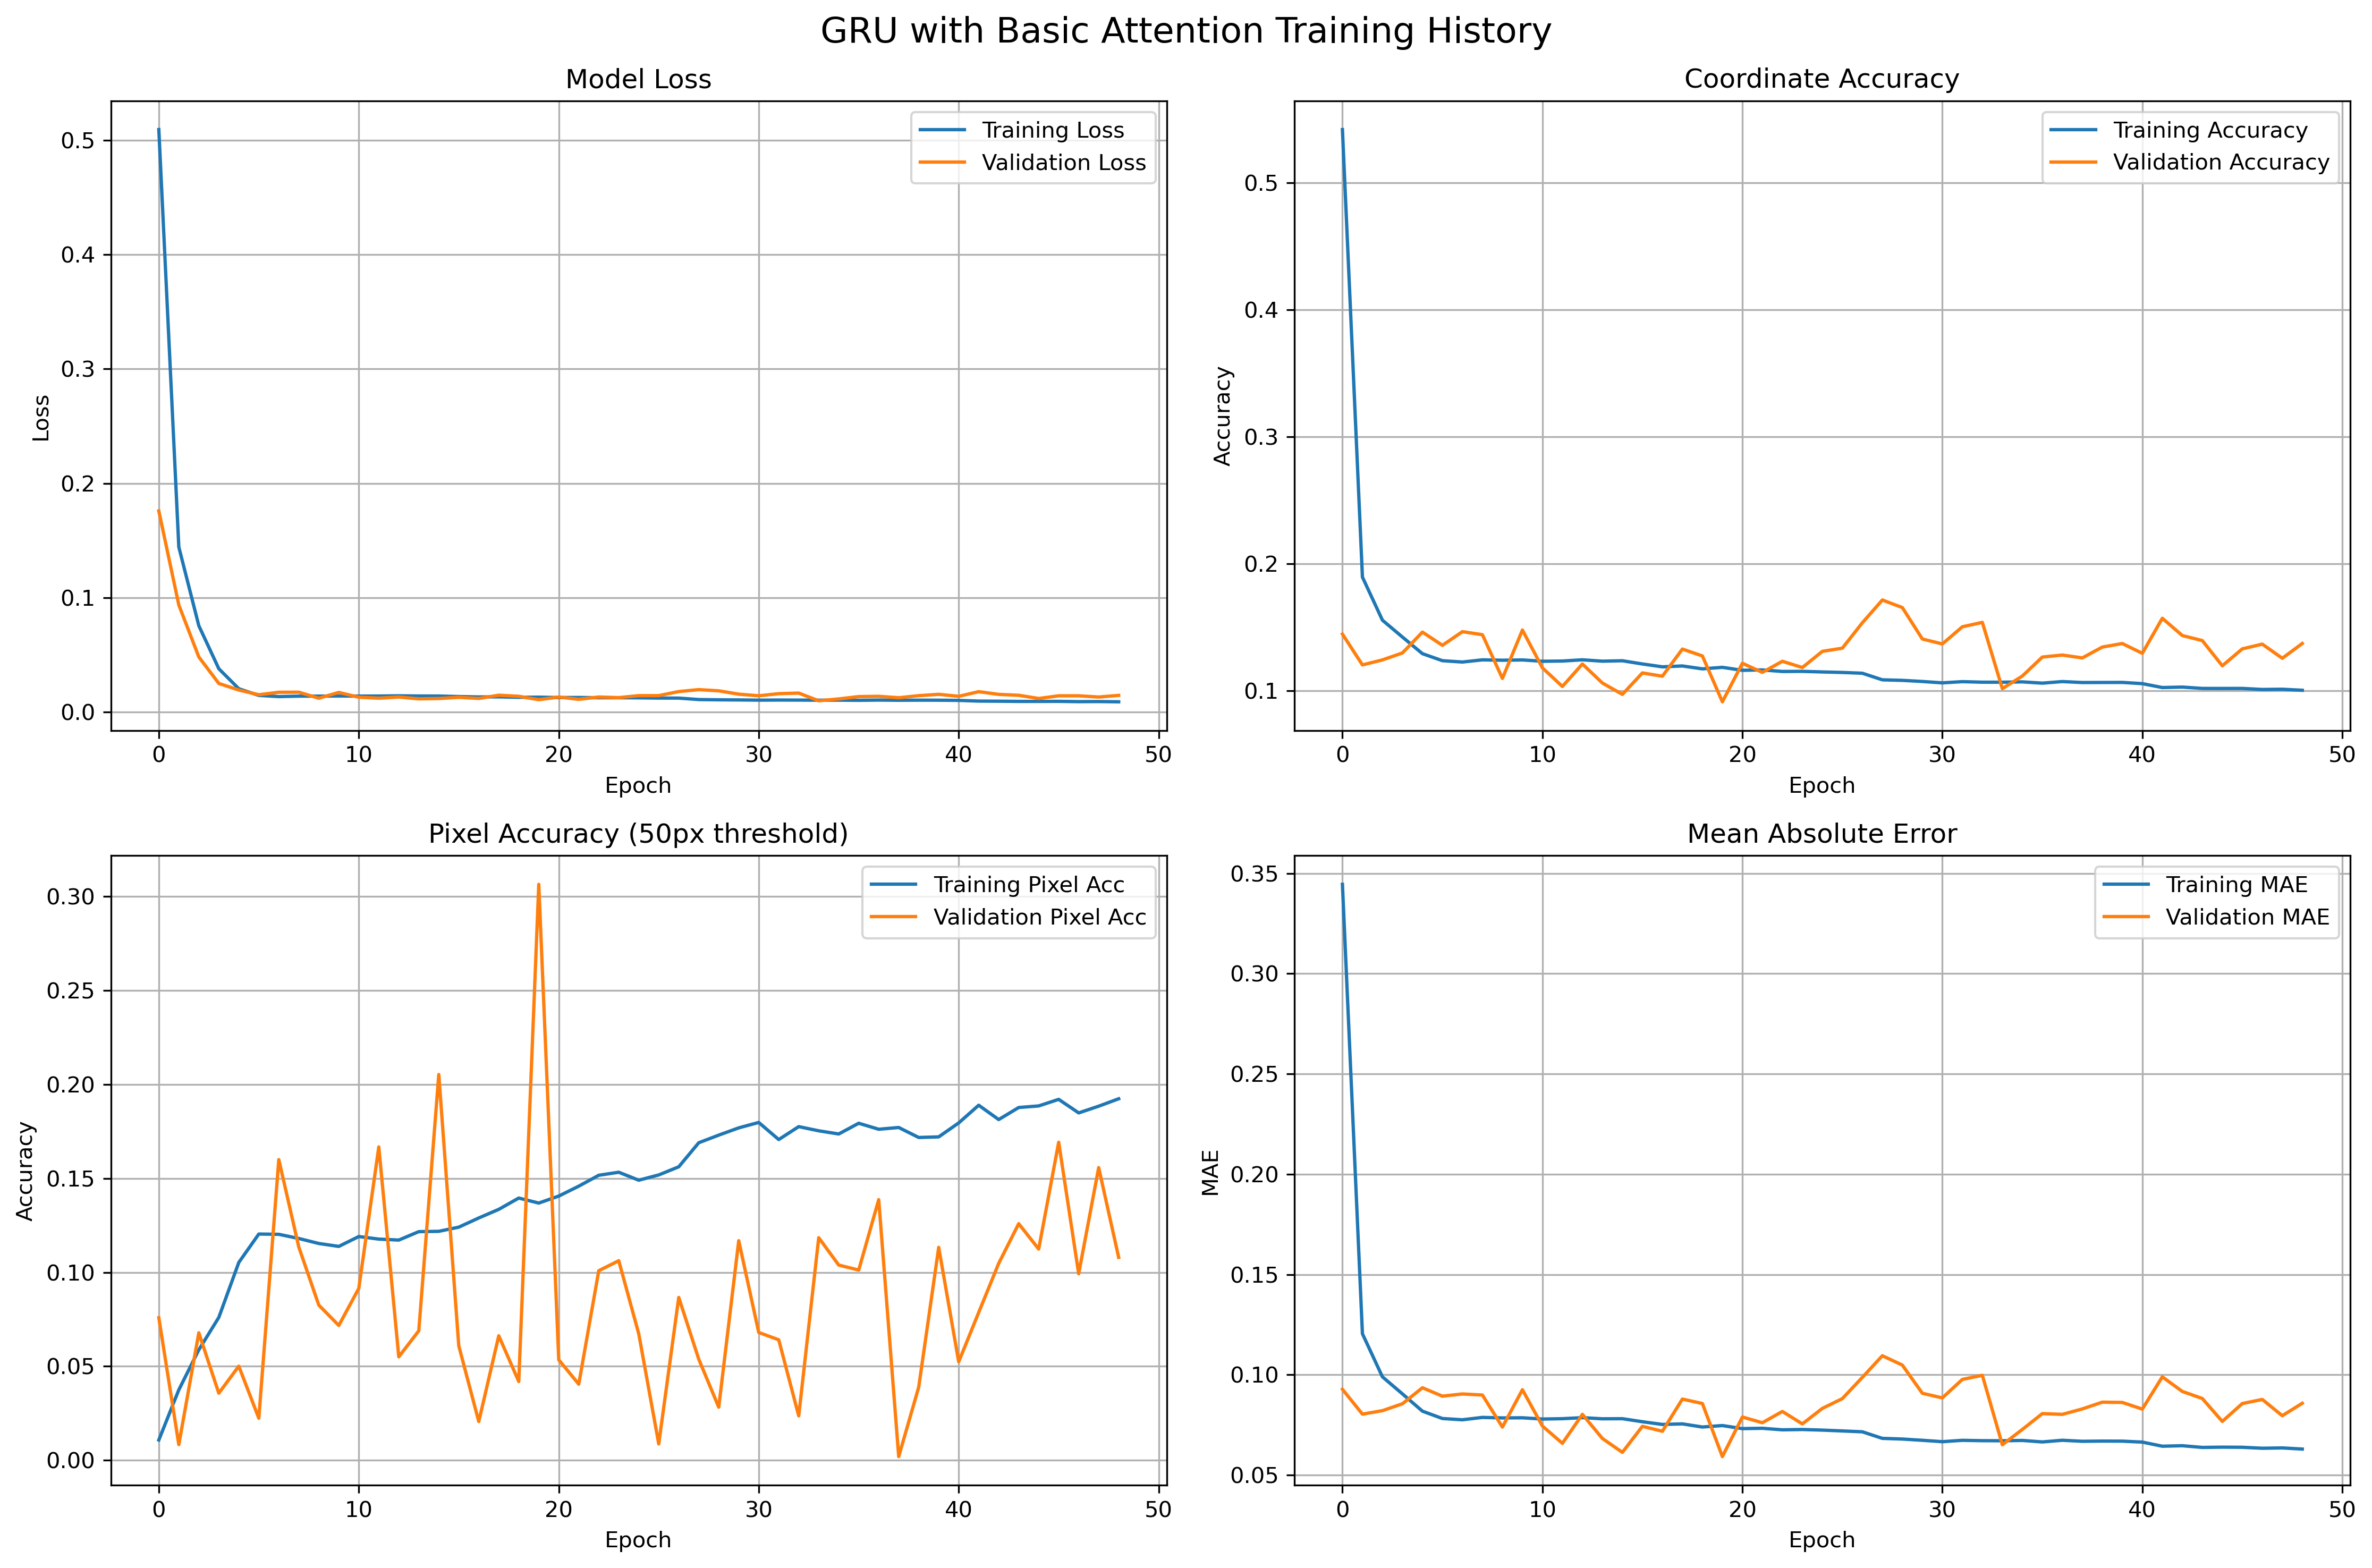 GRU with Basic Attention Training History
Model Loss
Training Loss
Validation Loss
Loss
0.5
0.4
0.3
0.2
0.1
0.0
0 10 20 30 40 50
Epoch
Coordinate Accuracy
Training Accuracy
Validation Accuracy
Accuracy
0.5
0.4
0.3
0.2
0.1
0 10 20 30 40 50
Epoch
Pixel Accuracy (50px threshold)
Training Pixel Acc
Validation Pixel Acc
Accuracy
0.30
0.25
0.20
0.15
0.10
0.05
0.00
0 10 20 30 40 50
Epoch
Mean Absolute Error
Training MAE
Validation MAE
MAE
0.35
0.30
0.25
0.20
0.15
0.10
0.05
0 10 20 30 40 50
Epoch